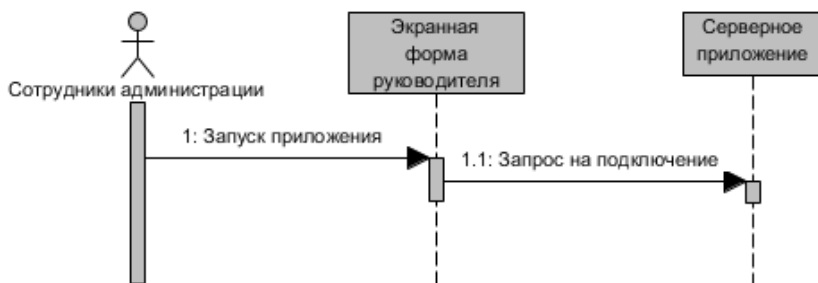 Сотрудники администрации
Экранная
форма
руководителя
Серверное
приложение
1: Запуск приложения
1.1: Запрос на подключение